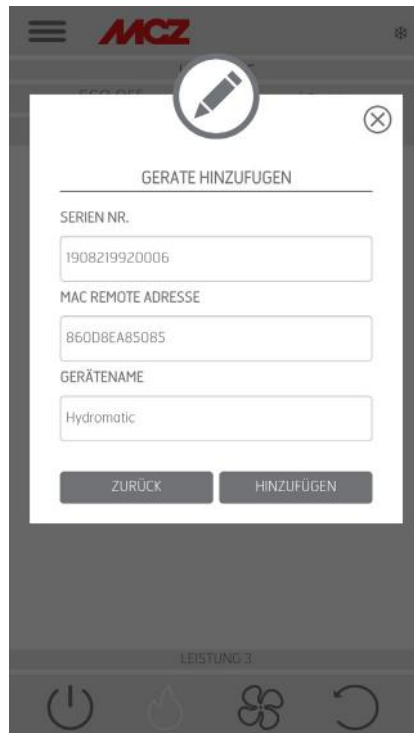 MCZ
GERATE HINZUFUGEN
SERIEN NR.
1908219920006
MAC REMOTE ADRESSE
860D8EA85085
GERÄTENAME
Hydromatic
ZURÜCK HINZUFÜGEN
LEISTUNG 3